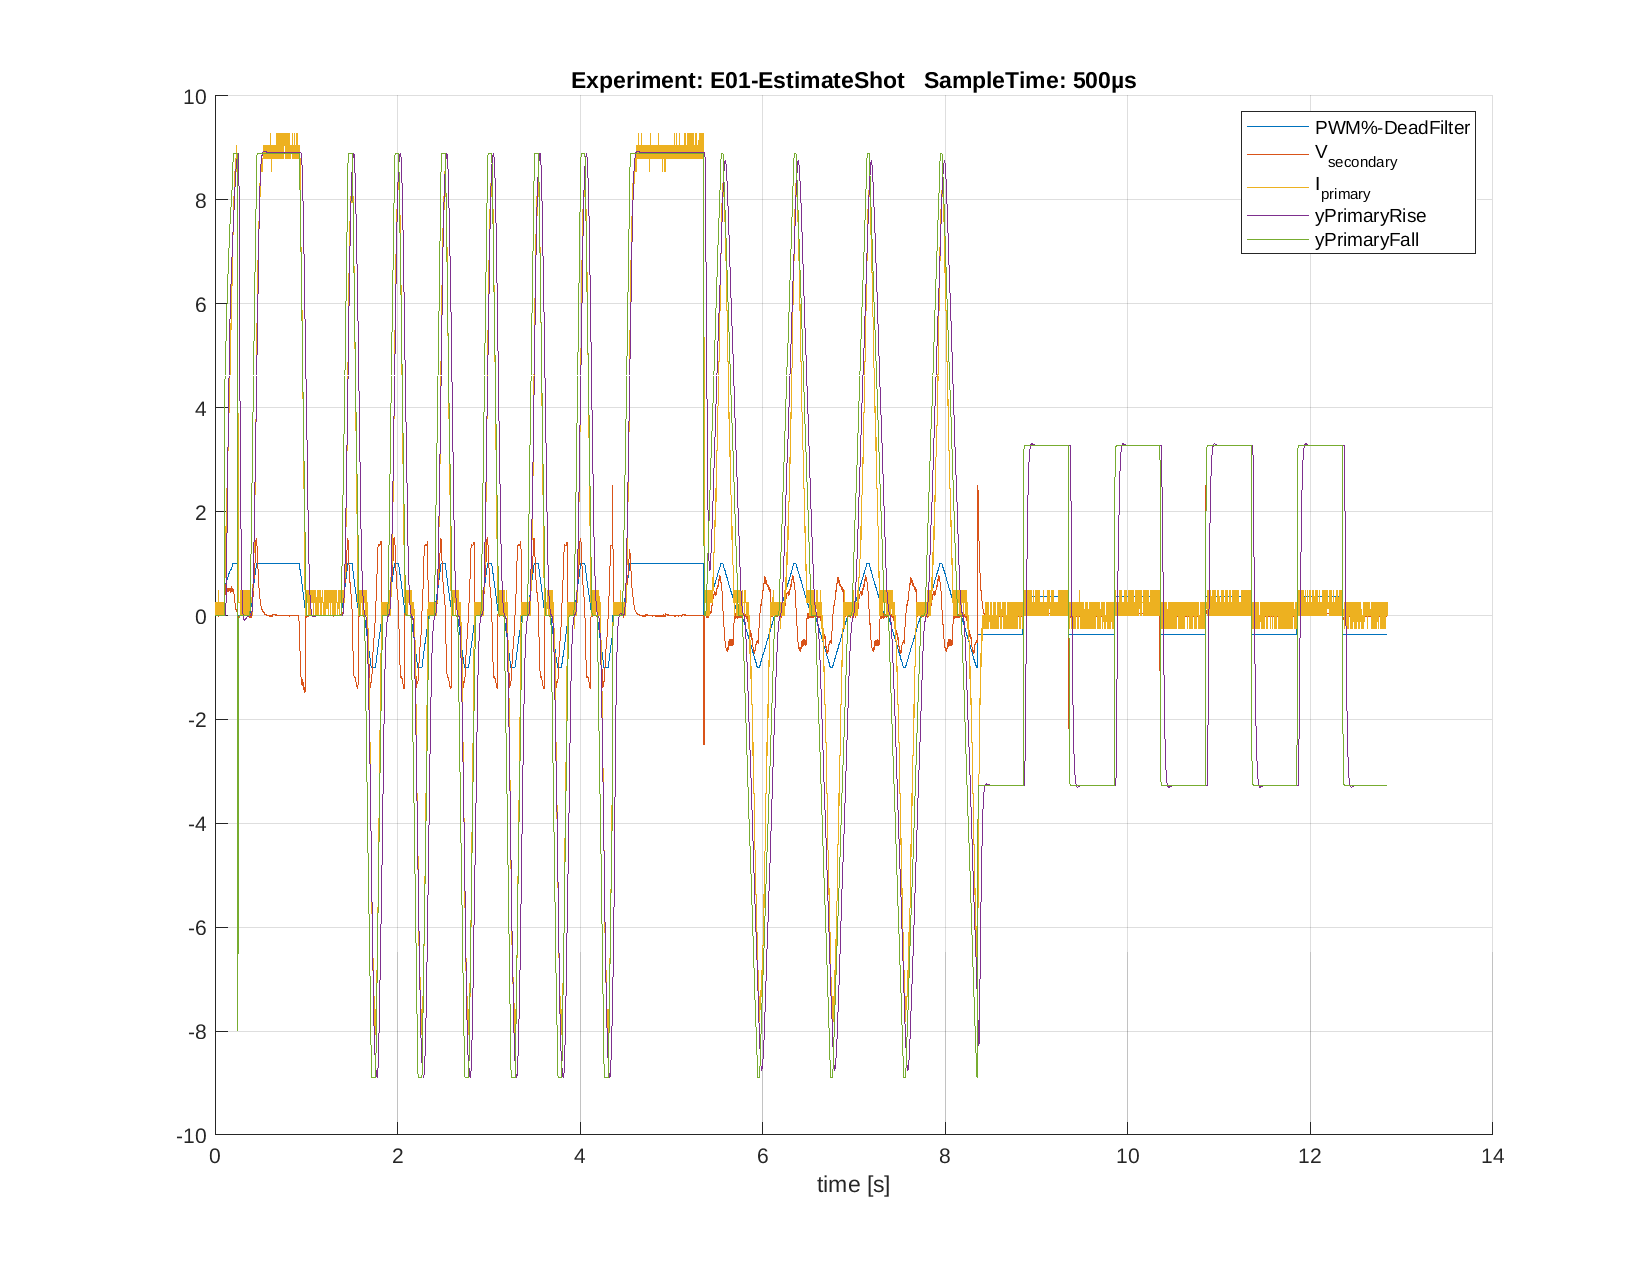 Experiment: E01-EstimateShot   SampleTime: 500µs
10
8
6
4
2
0
-2
-4
-6
-8
-10
PWM%-DeadFilter
Vsecondary
Iprimary
yPrimaryRise
yPrimaryFall
0 2 4 6 8 10 12 14
time [s]